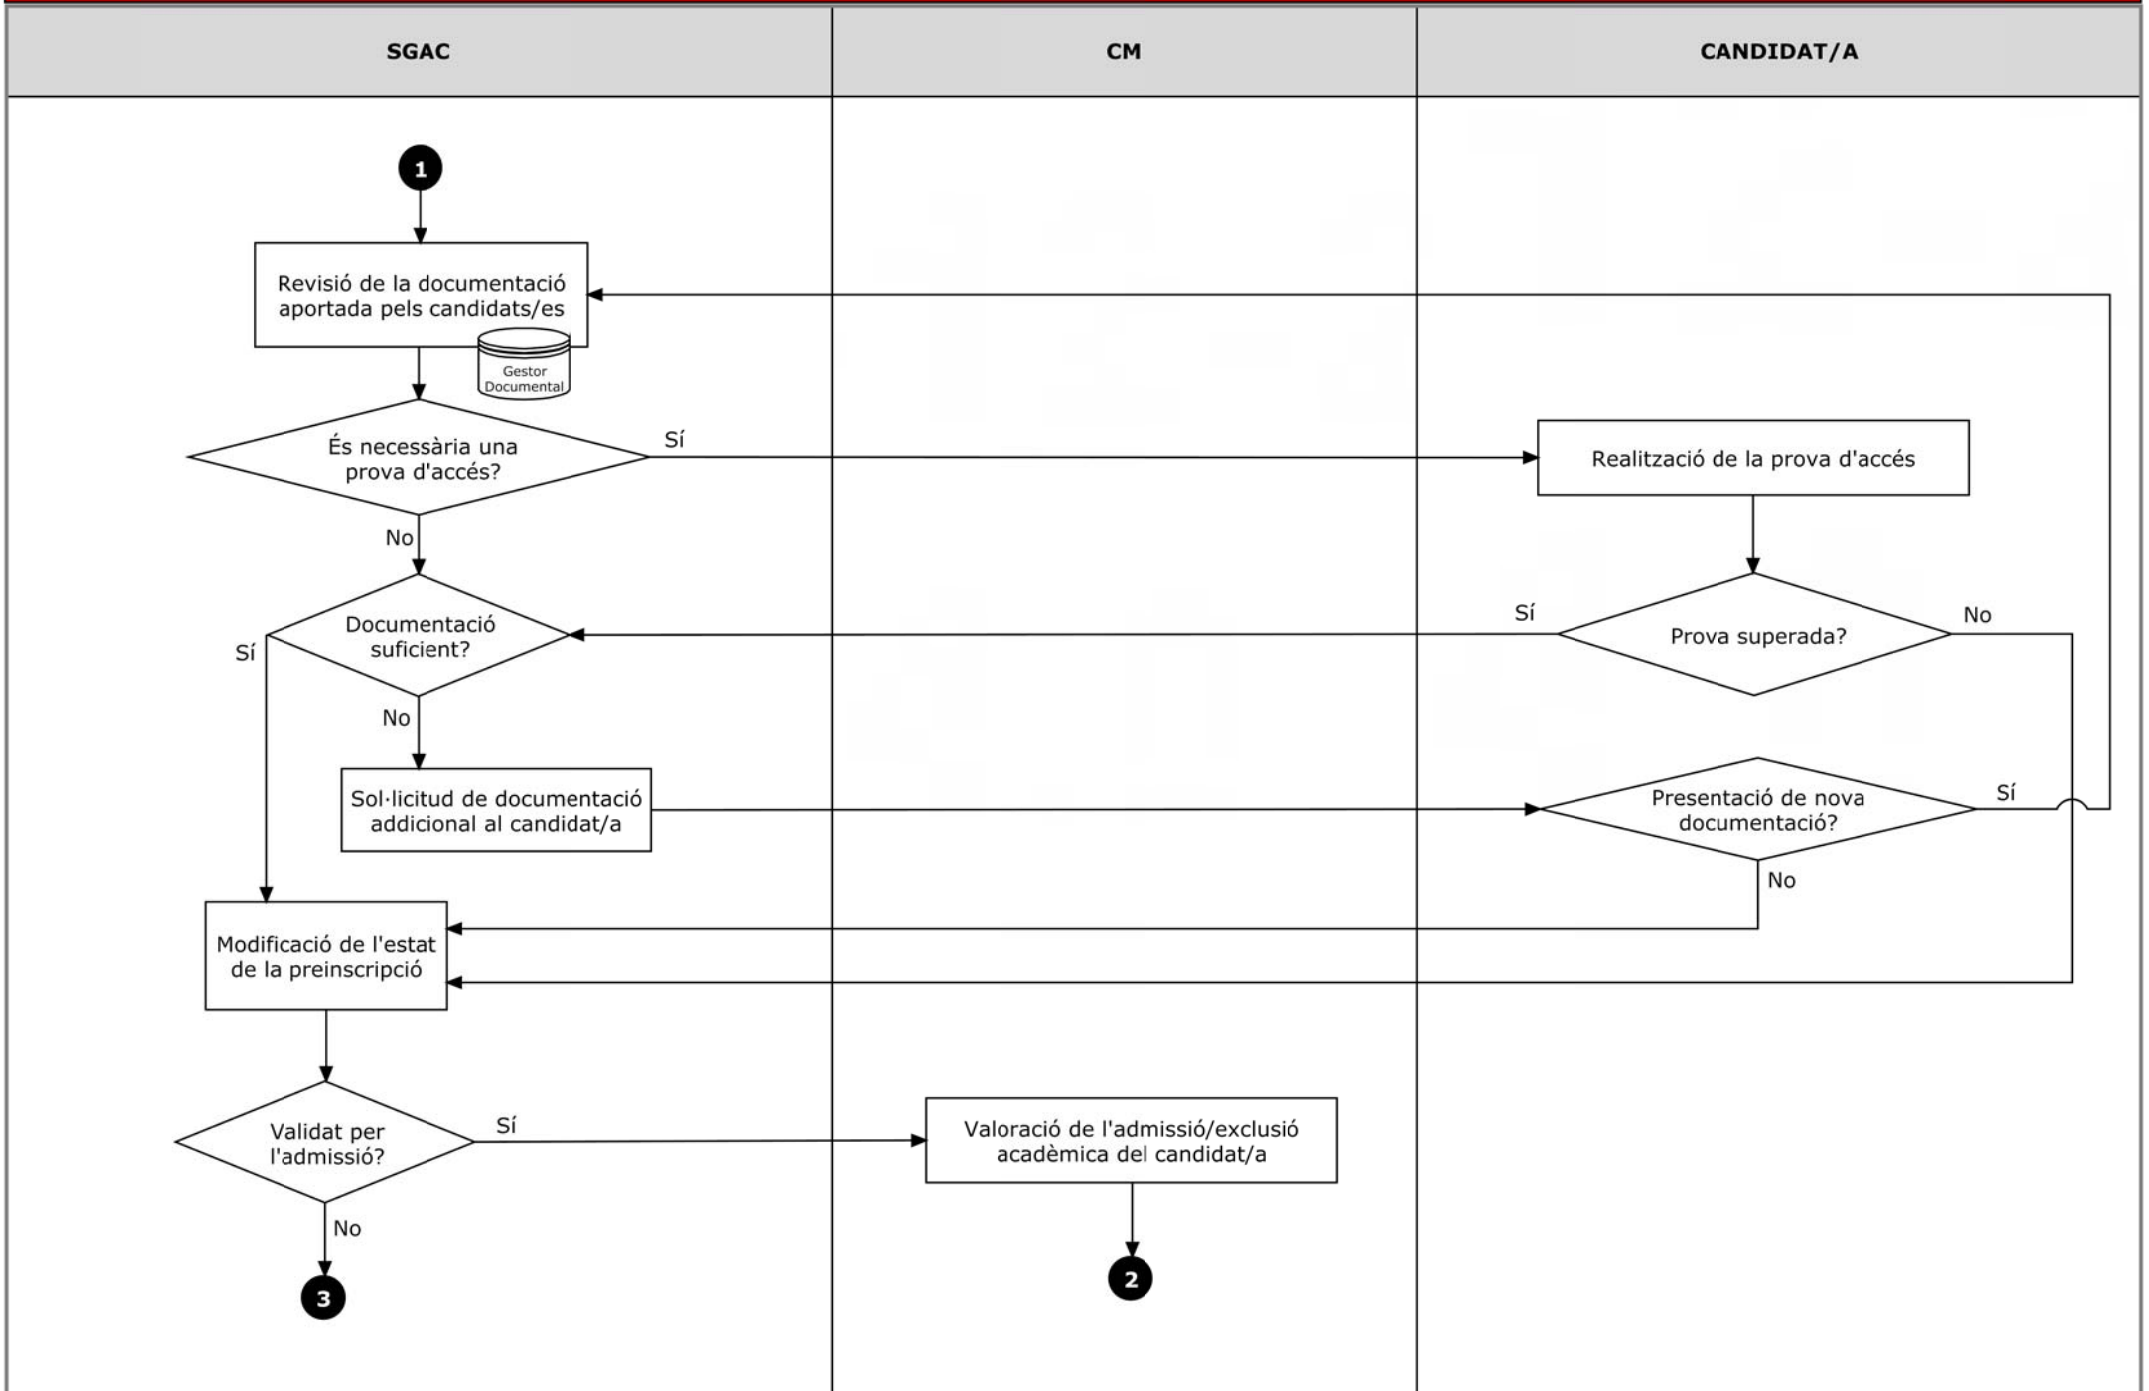 SGAC
CM
CANDIDAT/A
1
Revisió de la documentació
aportada pels candidats/es
Gestor
Documental
És necessària una
prova d'accés?
Sí
Realització de la prova d'accés
No
Documentació
suficient?
Sí
Sí
Prova superada?
No
No
Sol·licitud de documentació
addicional al candidat/a
Presentació de nova
documentació?
Sí
No
Modificació de l'estat
de la preinscripció
Validat per
l'admissió?
Sí
Valoració de l'admissió/exclusió
acadèmica del candidat/a
No
3
2